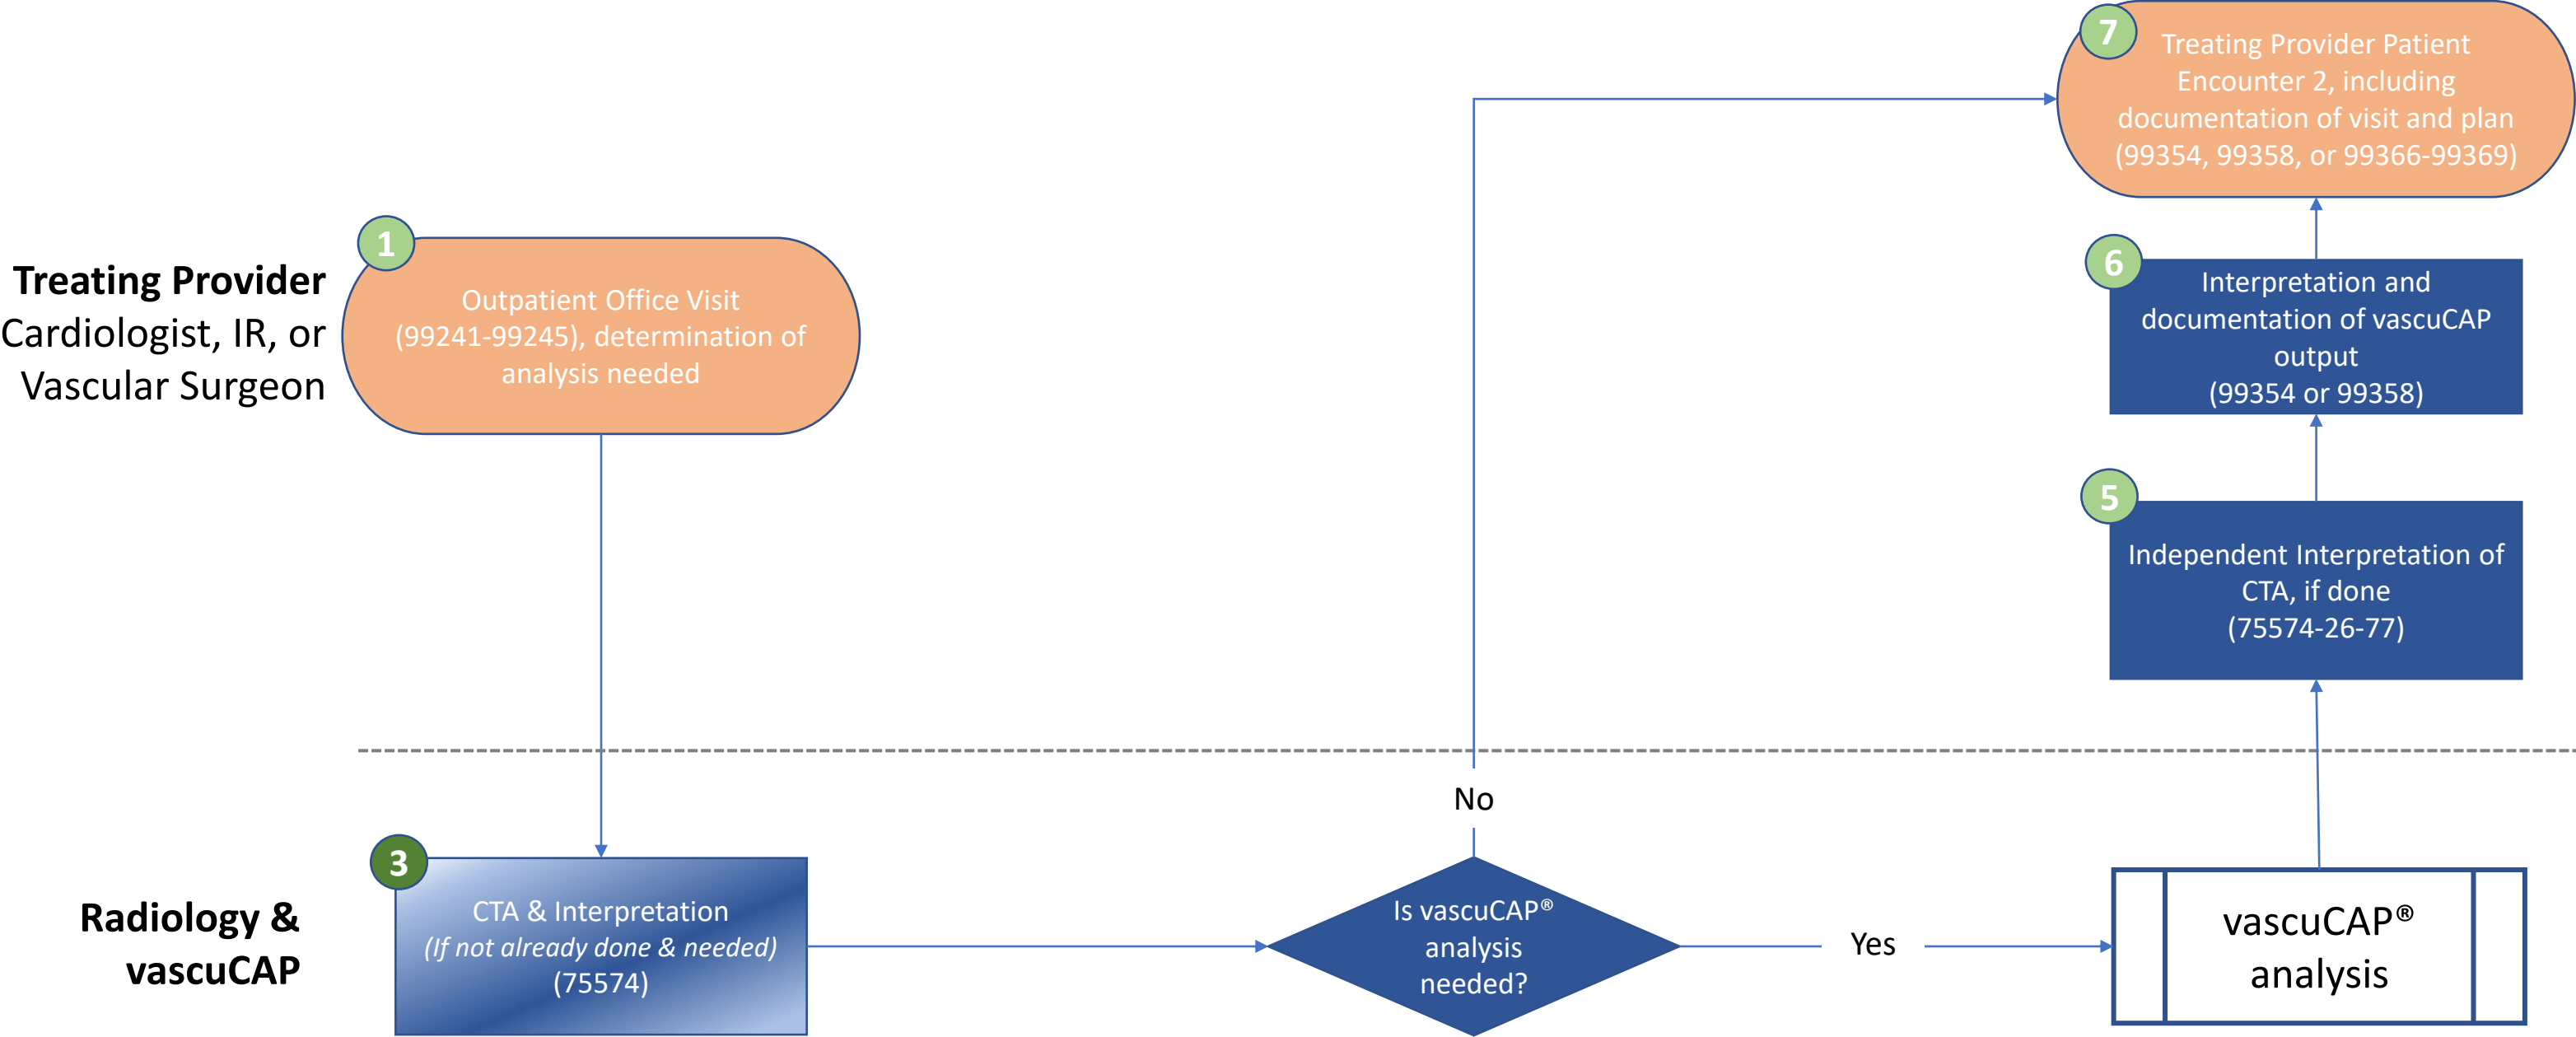 7
Treating Provider Patient
Encounter 2, including
documentation of visit and plan
(99354, 99358, or 99366-99369)
1
Treating Provider
Cardiologist, IR, or
Vascular Surgeon
Outpatient Office Visit
(99241-99245), determination of
analysis needed
6
Interpretation and
documentation of vascuCAP
output
(99354 or 99358)
5
Independent Interpretation of
CTA, if done
(75574-26-77)
No
3
Radiology &
vascuCAP
CTA & Interpretation
(If not already done & needed)
(75574)
Is vascuCAP®
analysis
needed?
Yes
vascuCAP®
analysis